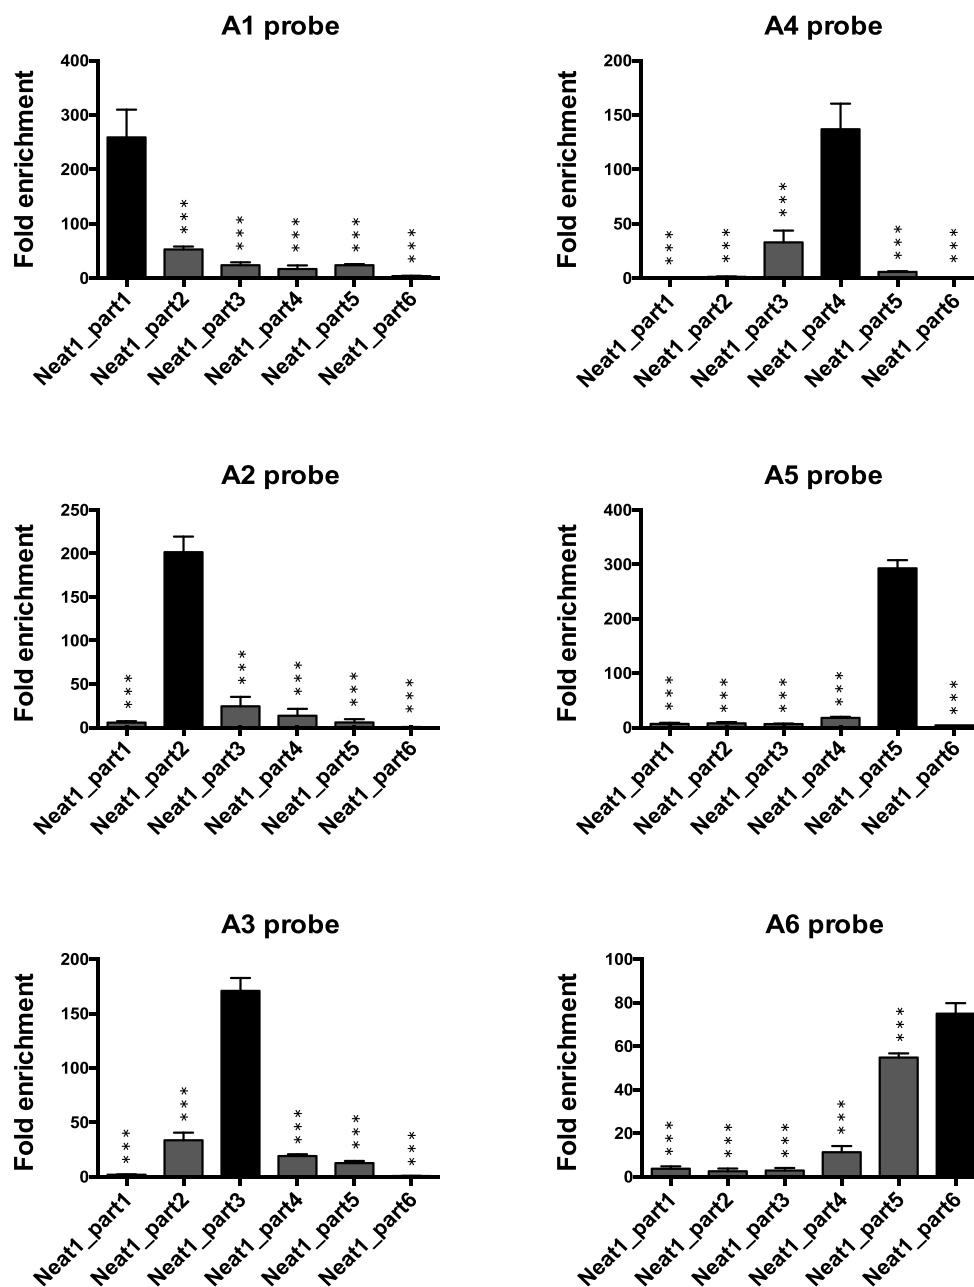 A1 probe
Fold enrichment
400
300
200
100
0
***
***
***
***
***
Neat1_part1
Neat1_part2
Neat1_part3
Neat1_part4
Neat1_part5
Neat1_part6
A4 probe
Fold enrichment
200
150
100
50
0
***
***
***
***
***
Neat1_part1
Neat1_part2
Neat1_part3
Neat1_part4
Neat1_part5
Neat1_part6
A2 probe
Fold enrichment
250
200
150
100
50
0
***
***
***
***
***
Neat1_part1
Neat1_part2
Neat1_part3
Neat1_part4
Neat1_part5
Neat1_part6
A5 probe
Fold enrichment
400
300
200
100
0
***
***
***
***
***
Neat1_part1
Neat1_part2
Neat1_part3
Neat1_part4
Neat1_part5
Neat1_part6
A3 probe
Fold enrichment
200
150
100
50
0
***
***
***
***
***
Neat1_part1
Neat1_part2
Neat1_part3
Neat1_part4
Neat1_part5
Neat1_part6
A6 probe
Fold enrichment
100
80
60
40
20
0
***
***
***
***
***
Neat1_part1
Neat1_part2
Neat1_part3
Neat1_part4
Neat1_part5
Neat1_part6